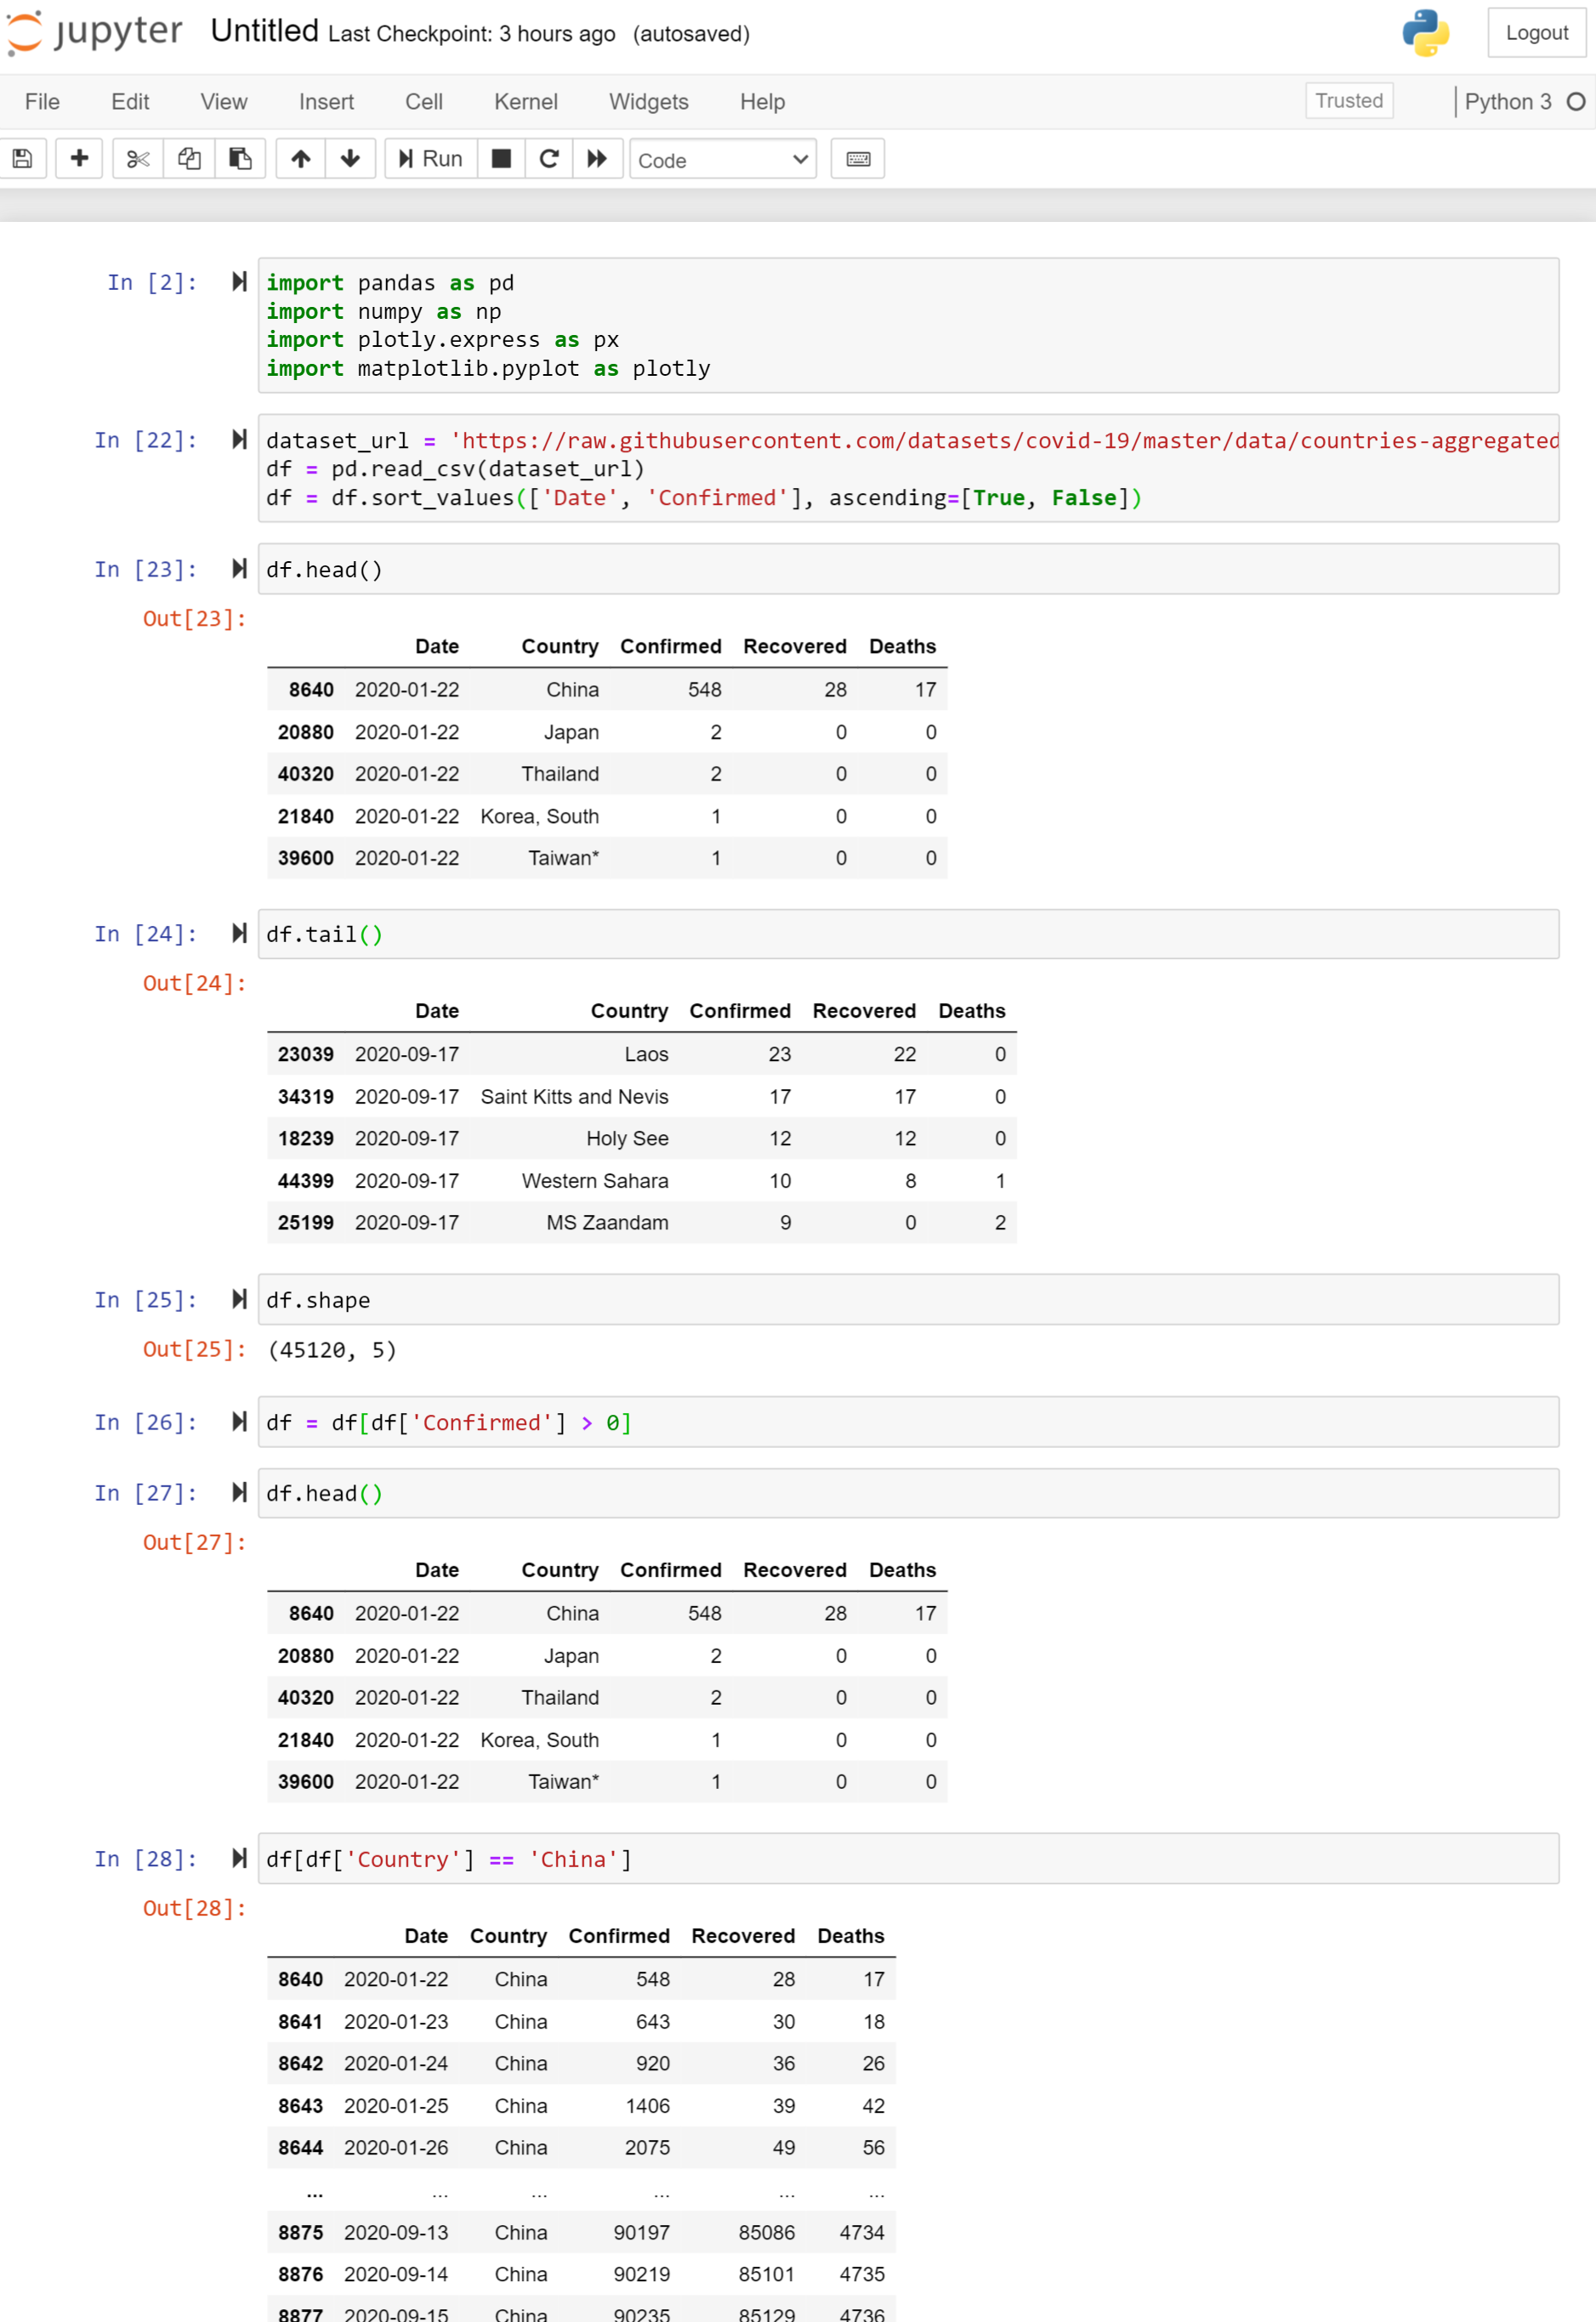 jupyter Untitled Last Checkpoint: 3 hours ago (autosaved) Logout
File Edit View Insert Cell Kernel Widgets Help Trusted Python 3
Run Code
In [2]: import pandas as pd
import numpy as np
import plotly.express as px
import matplotlib.pyplot as plotly
In [22]: dataset_url = 'https://raw.githubusercontent.com/datasets/covid-19/master/data/countries-aggregated
df = pd.read_csv(dataset_url)
df = df.sort_values(['Date', 'Confirmed'], ascending=[True, False])
In [23]: df.head()
Out[23]:
Date Country Confirmed Recovered Deaths
8640 2020-01-22 China 548 28 17
20880 2020-01-22 Japan 2 0 0
40320 2020-01-22 Thailand 2 0 0
21840 2020-01-22 Korea, South 1 0 0
39600 2020-01-22 Taiwan* 1 0 0
In [24]: df.tail()
Out[24]:
Date Country Confirmed Recovered Deaths
23039 2020-09-17 Laos 23 22 0
34319 2020-09-17 Saint Kitts and Nevis 17 17 0
18239 2020-09-17 Holy See 12 12 0
44399 2020-09-17 Western Sahara 10 8 1
25199 2020-09-17 MS Zaandam 9 0 2
In [25]: df.shape
Out[25]: (45120, 5)
In [26]: df = df[df['Confirmed'] > 0]
In [27]: df.head()
Out[27]:
Date Country Confirmed Recovered Deaths
8640 2020-01-22 China 548 28 17
20880 2020-01-22 Japan 2 0 0
40320 2020-01-22 Thailand 2 0 0
21840 2020-01-22 Korea, South 1 0 0
39600 2020-01-22 Taiwan* 1 0 0
In [28]: df[df['Country'] == 'China']
Out[28]:
Date Country Confirmed Recovered Deaths
8640 2020-01-22 China 548 28 17
8641 2020-01-23 China 643 30 18
8642 2020-01-24 China 920 36 26
8643 2020-01-25 China 1406 39 42
8644 2020-01-26 China 2075 49 56
... ... ... ... ... ...
8875 2020-09-13 China 90197 85086 4734
8876 2020-09-14 China 90219 85101 4735
8877 2020-09-15 China 90235 85129 4736